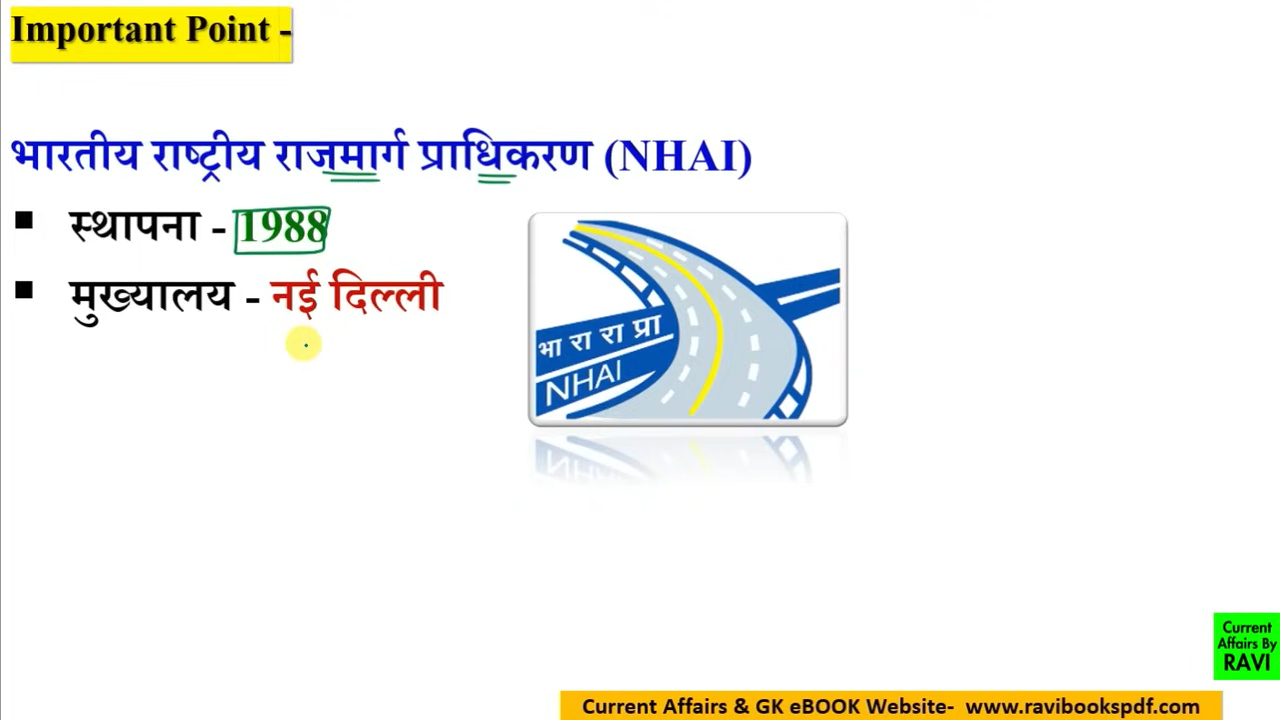 Important Point -
भारतीय राष्ट्रीय राजमार्ग प्राधिकरण (NHAI)
▪ स्थापना - 1988
▪ मुख्यालय - नई दिल्ली
भा रा रा प्रा
NHAI
Current
Affairs By
RAVI
Current Affairs & GK eBOOK Website- www.ravibookspdf.com